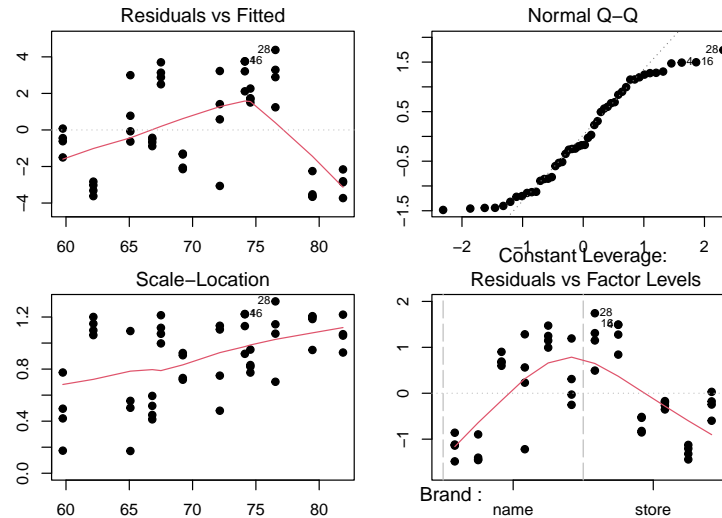 Residuals vs Fitted
28
4
2
0
−2
−4
60 65 70 75 80
Normal Q−Q
28
4 16
1.5
0.5
−0.5
−1.5
−2 −1 0 1 2
Scale−Location
28
1.2
0.8
0.4
0.0
60 65 70 75 80
Constant Leverage:
Residuals vs Factor Levels
28
16 4
2
1
0
−1
Brand :
name store